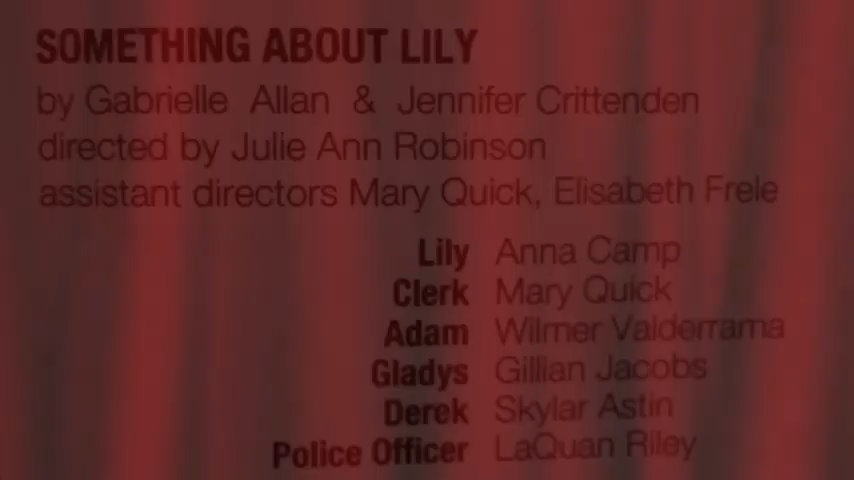 SOMETHING ABOUT LILY
by Gabrielle Allan & Jennifer Crittenden
directed by Julie Ann Robinson
assistant directors Mary Quick, Elisabeth Frele
Lily Anna Camp
Clerk Mary Quick
Adam Wilmer Valderrama
Gladys Gillian Jacobs
Derek Skylar Astin
Police Officer LaQuan Riley